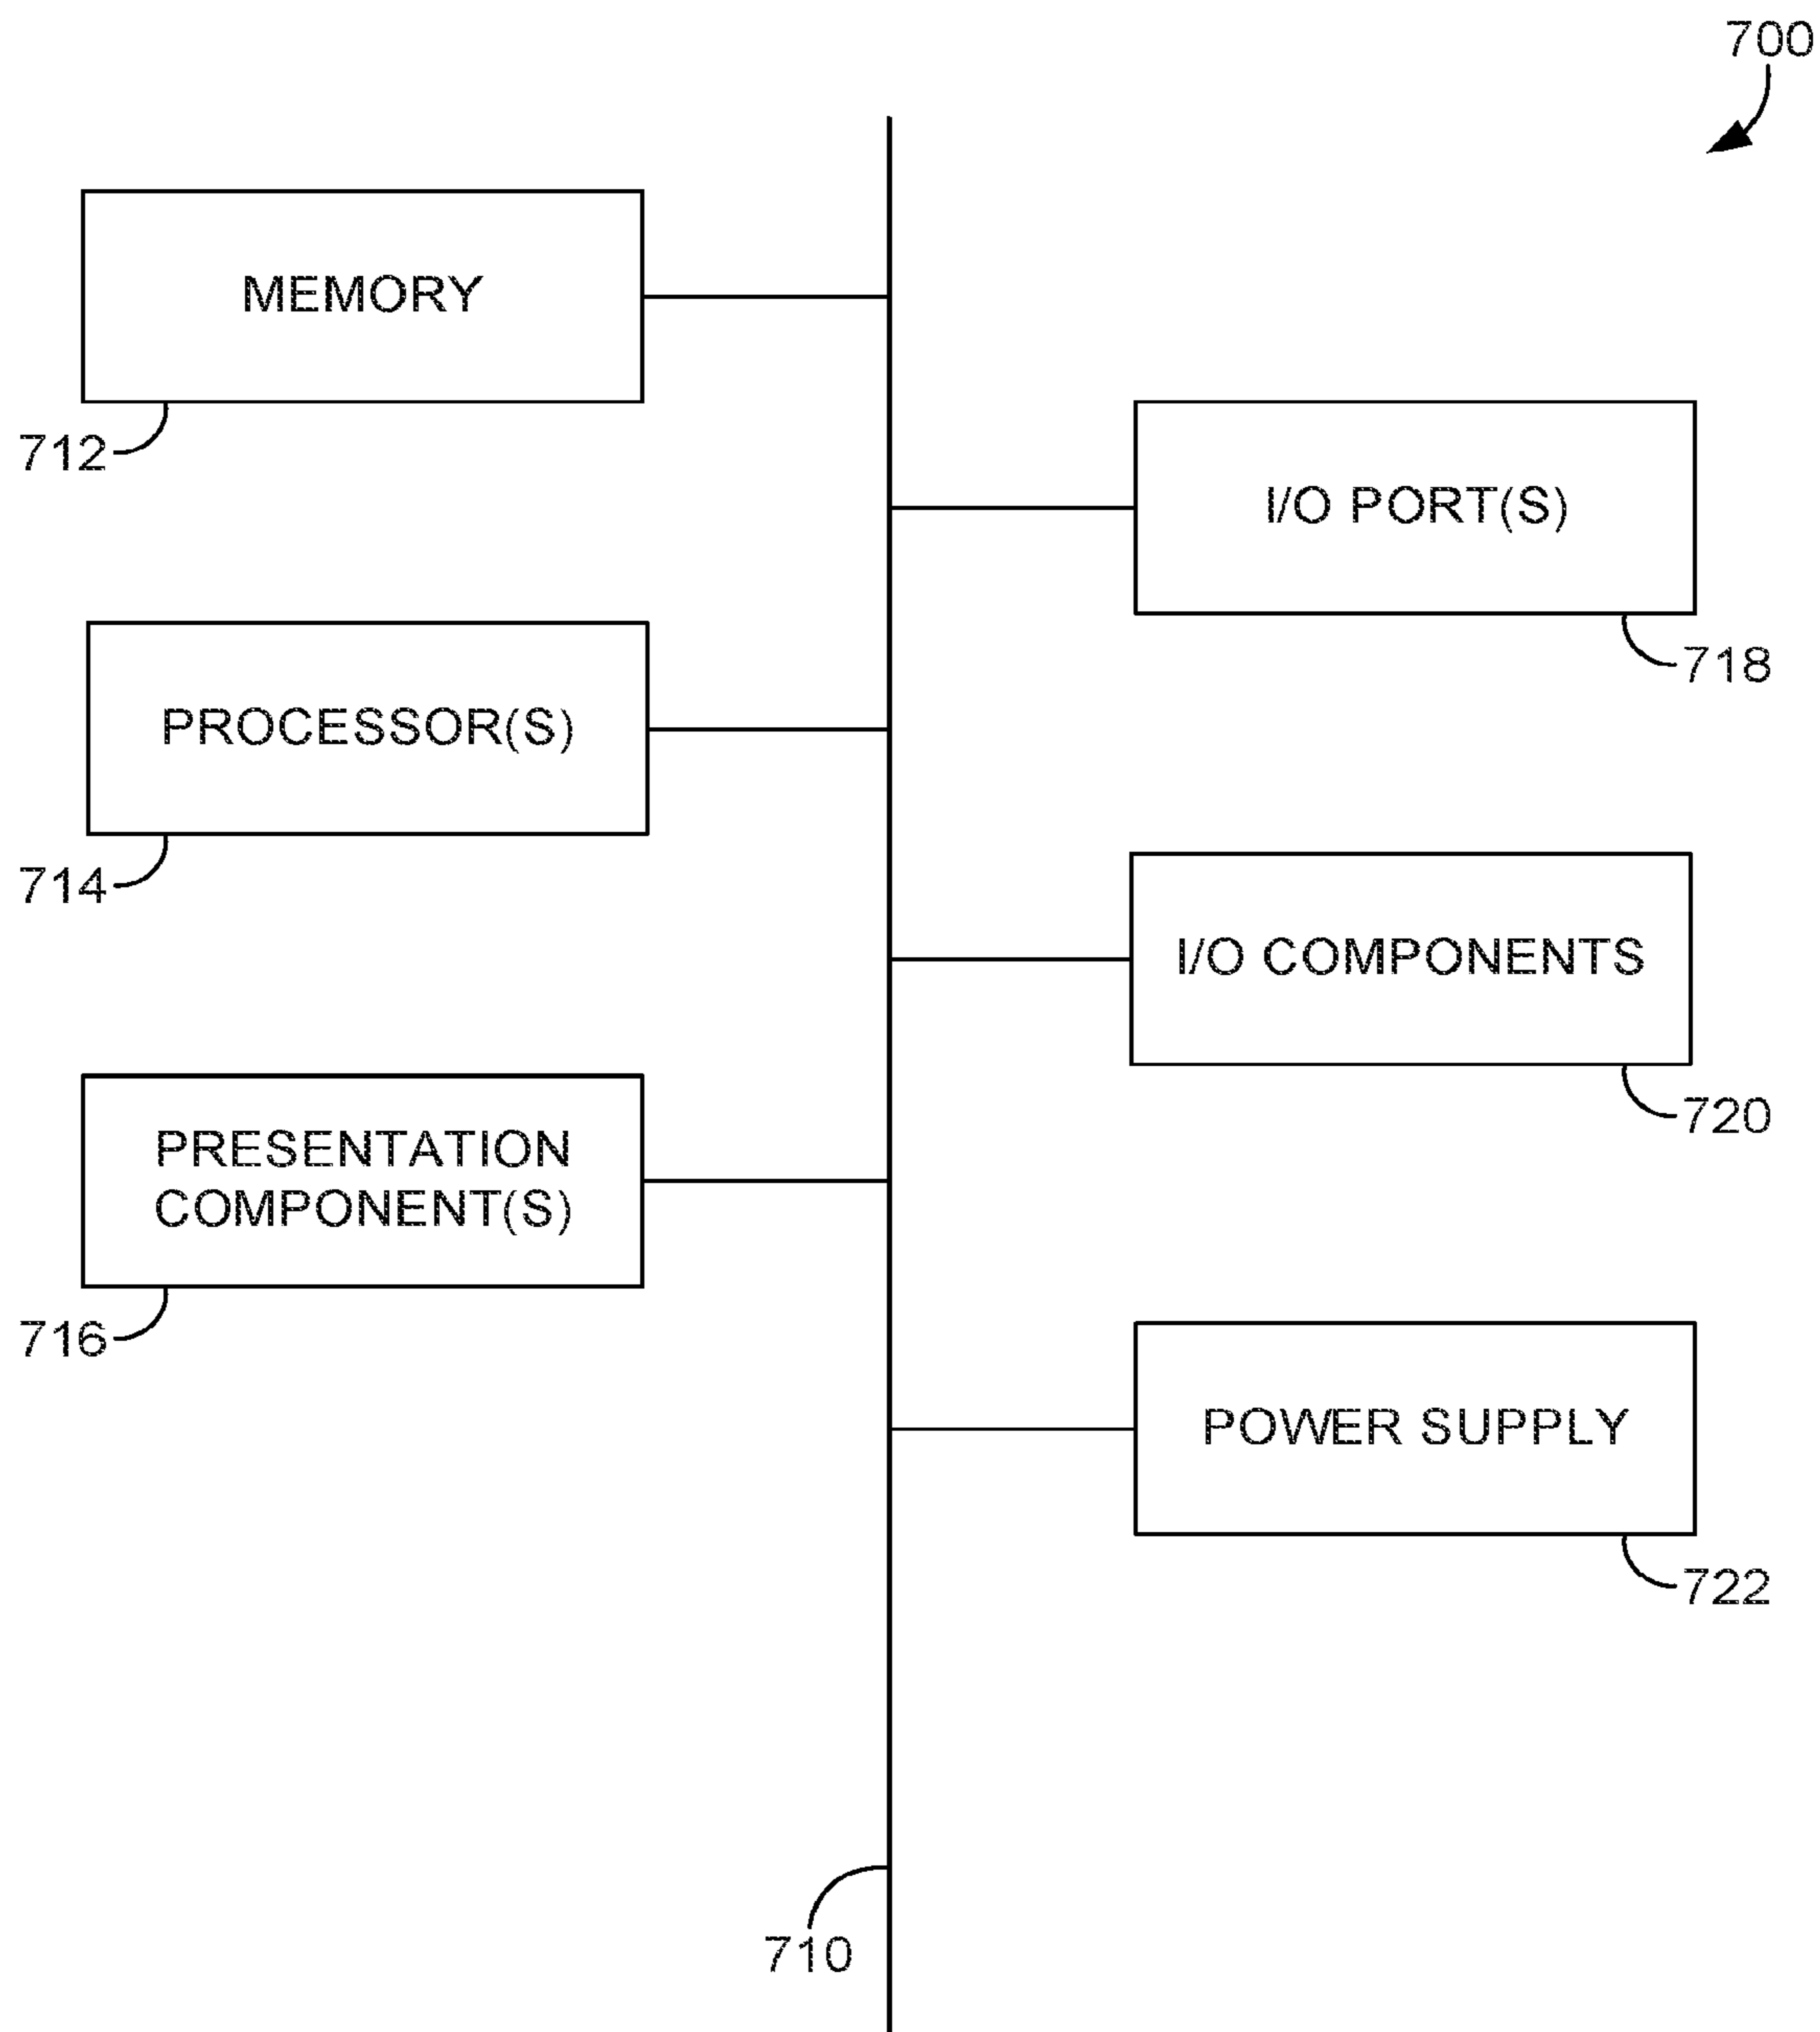 700
MEMORY
712
I/O PORT(S)
718
PROCESSOR(S)
714
I/O COMPONENTS
720
PRESENTATION
COMPONENT(S)
716
POWER SUPPLY
722
710